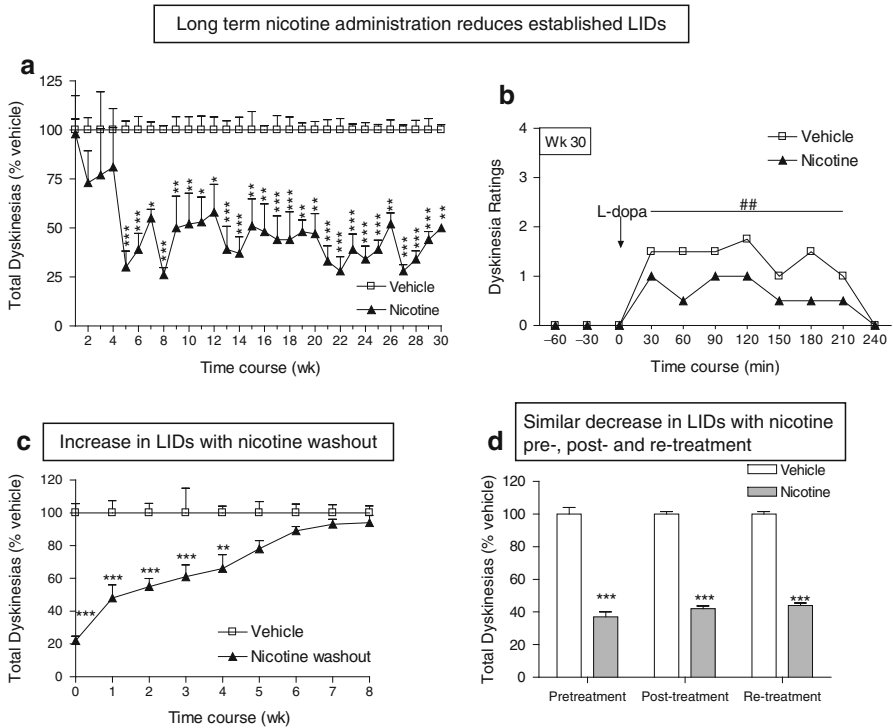 Long term nicotine administration reduces established LIDs
a
Total Dyskinesias (% vehicle)
125
100
75
50
25
0
*** *** * *** ** ** * * *** *** ** ** *** *** ** ** *** *** *** *** *** ** *** *** *** **
Vehicle
Nicotine
2 4 6 8 10 12 14 16 18 20 22 24 26 28 30
Time course (wk)
b
Dyskinesia Ratings
4
3
2
1
0
Wk 30
Vehicle
Nicotine
L-dopa
##
−60 −30 0 30 60 90 120 150 180 210 240
Time course (min)
c
Increase in LIDs with nicotine washout
Total Dyskinesias (% vehicle)
120
100
80
60
40
20
0
*** *** *** *** **
Vehicle
Nicotine washout
0 1 2 3 4 5 6 7 8
Time course (wk)
d
Similar decrease in LIDs with nicotine
pre-, post- and re-treatment
Vehicle
Nicotine
Total Dyskinesias (% vehicle)
120
100
80
60
40
20
0
*** *** ***
Pretreatment Post-treatment Re-treatment